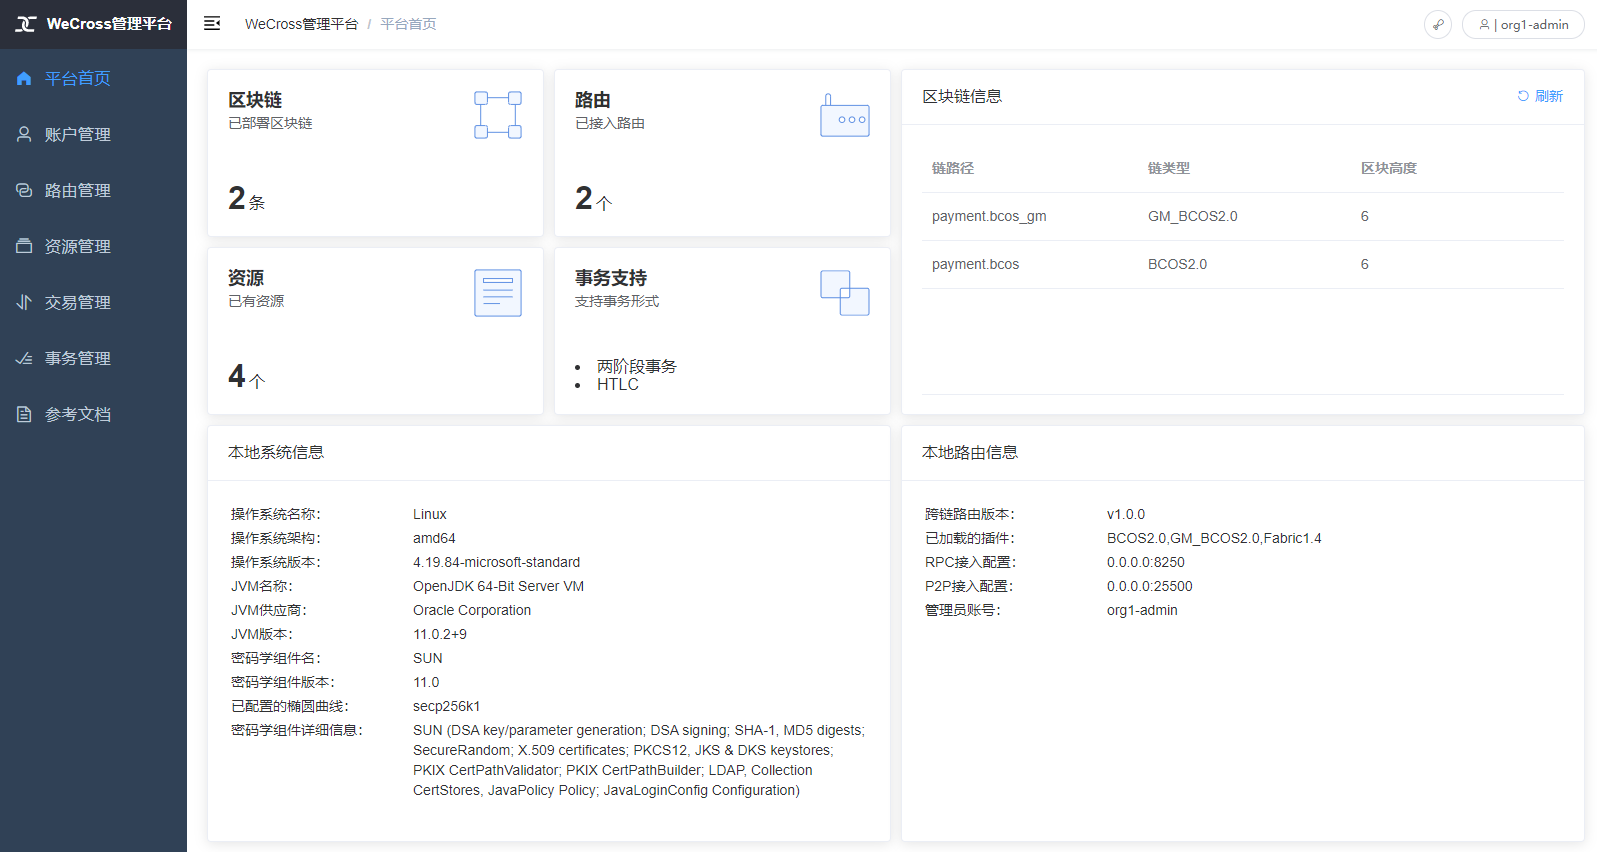 WeCross管理平台
平台首页
账户管理
路由管理
资源管理
交易管理
事务管理
参考文档
WeCross管理平台 / 平台首页
| org1-admin
区块链
已部署区块链
2 条
路由
已接入路由
2 个
资源
已有资源
4 个
事务支持
支持事务形式
• 两阶段事务
• HTLC
区块链信息
刷新
链路径 链类型 区块高度
payment.bcos_gm GM_BCOS2.0 6
payment.bcos BCOS2.0 6
本地系统信息
操作系统名称： Linux
操作系统架构： amd64
操作系统版本： 4.19.84-microsoft-standard
JVM名称： OpenJDK 64-Bit Server VM
JVM供应商： Oracle Corporation
JVM版本： 11.0.2+9
密码学组件名： SUN
密码学组件版本： 11.0
已配置的椭圆曲线： secp256k1
密码学组件详细信息： SUN (DSA key/parameter generation; DSA signing; SHA-1, MD5 digests;
SecureRandom; X.509 certificates; PKCS12, JKS & DKS keystores;
PKIX CertPathValidator; PKIX CertPathBuilder; LDAP, Collection
CertStores, JavaPolicy Policy; JavaLoginConfig Configuration)
本地路由信息
跨链路由版本： v1.0.0
已加载的插件： BCOS2.0,GM_BCOS2.0,Fabric1.4
RPC接入配置： 0.0.0.0:8250
P2P接入配置： 0.0.0.0:25500
管理员账号： org1-admin